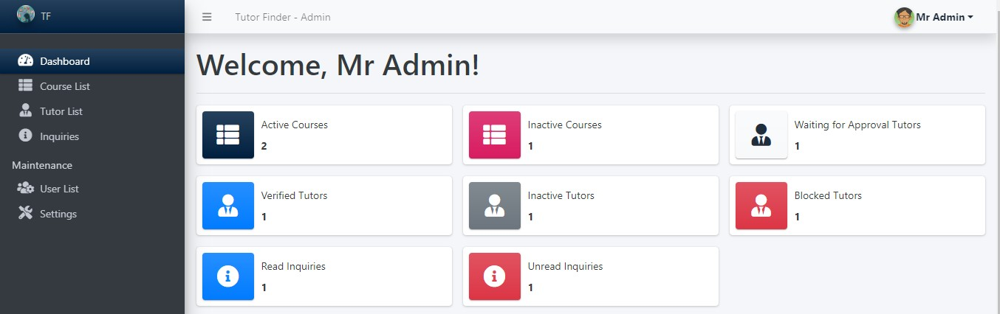 TF
Tutor Finder - Admin
Mr Admin
Dashboard
Course List
Tutor List
Inquiries
Maintenance
User List
Settings
Welcome, Mr Admin!
Active Courses
2
Inactive Courses
1
Waiting for Approval Tutors
1
Verified Tutors
1
Inactive Tutors
1
Blocked Tutors
1
Read Inquiries
1
Unread Inquiries
1